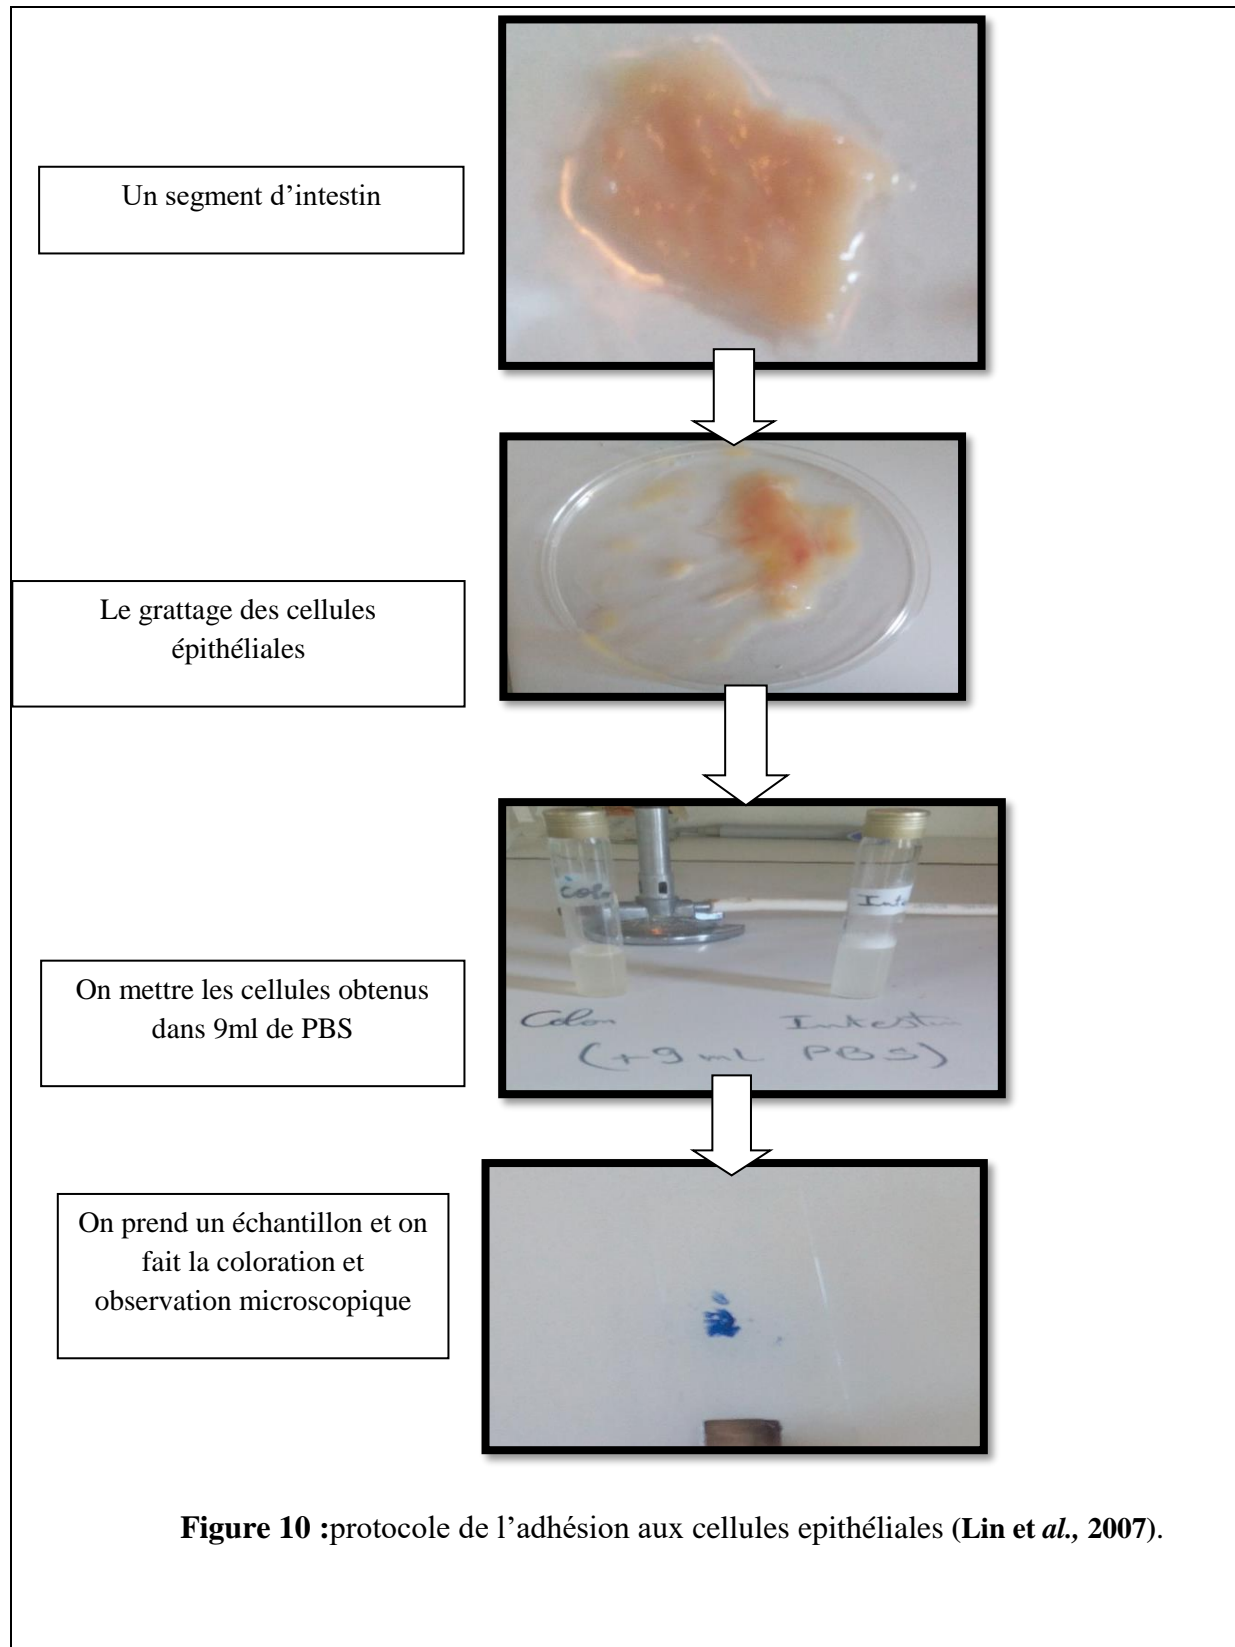 Un segment d’intestin
Le grattage des cellules
épithéliales
On mettre les cellules obtenus
dans 9ml de PBS
Colon
Intestin
(+9 mL PBS)
On prend un échantillon et on
fait la coloration et
observation microscopique
Figure 10 :protocole de l’adhésion aux cellules epithéliales (Lin et al., 2007).